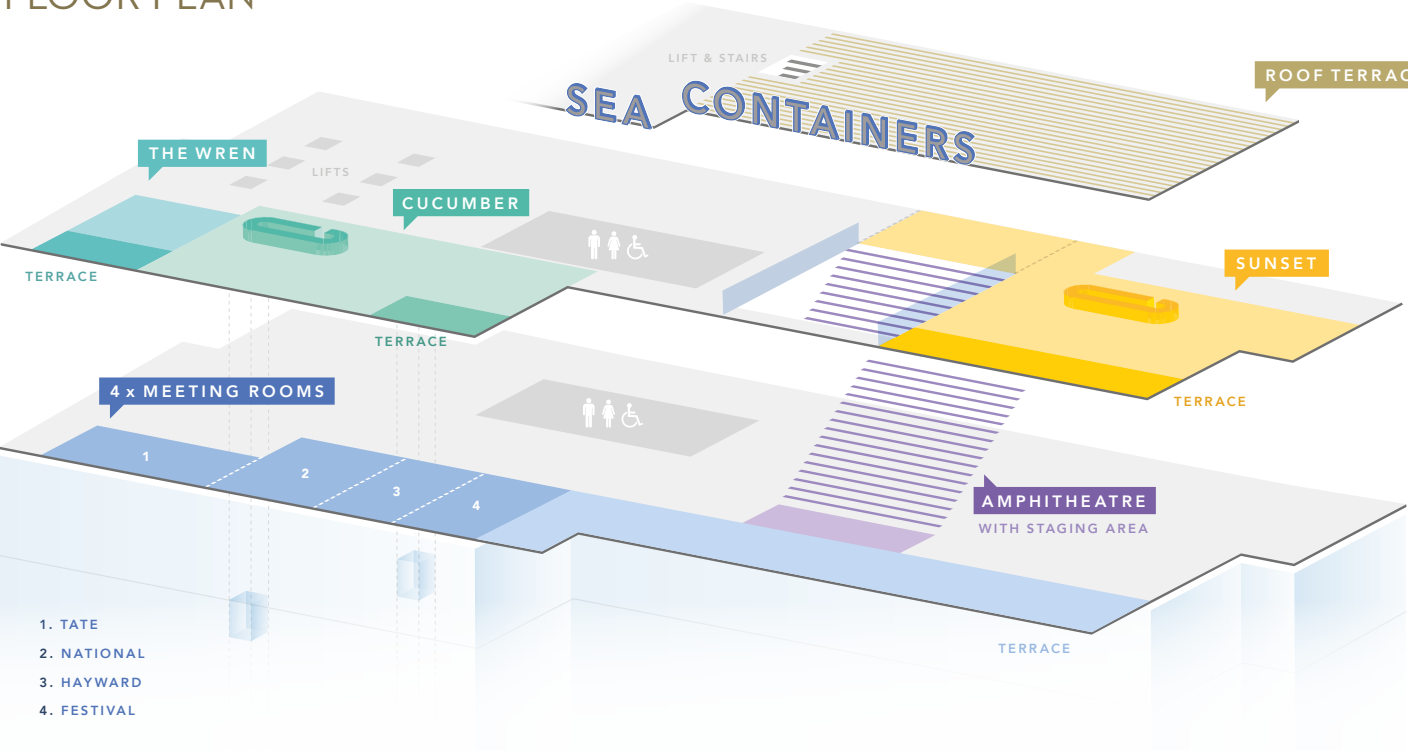 FLOOR PLAN
LIFT & STAIRS
ROOF TERRAC
SEA CONTAINERS
THE WREN
LIFTS
CUCUMBER
SUNSET
TERRACE
TERRACE
TERRACE
4 x MEETING ROOMS
1
2
3
4
AMPHITHEATRE
WITH STAGING AREA
TERRACE
1. TATE
2. NATIONAL
3. HAYWARD
4. FESTIVAL